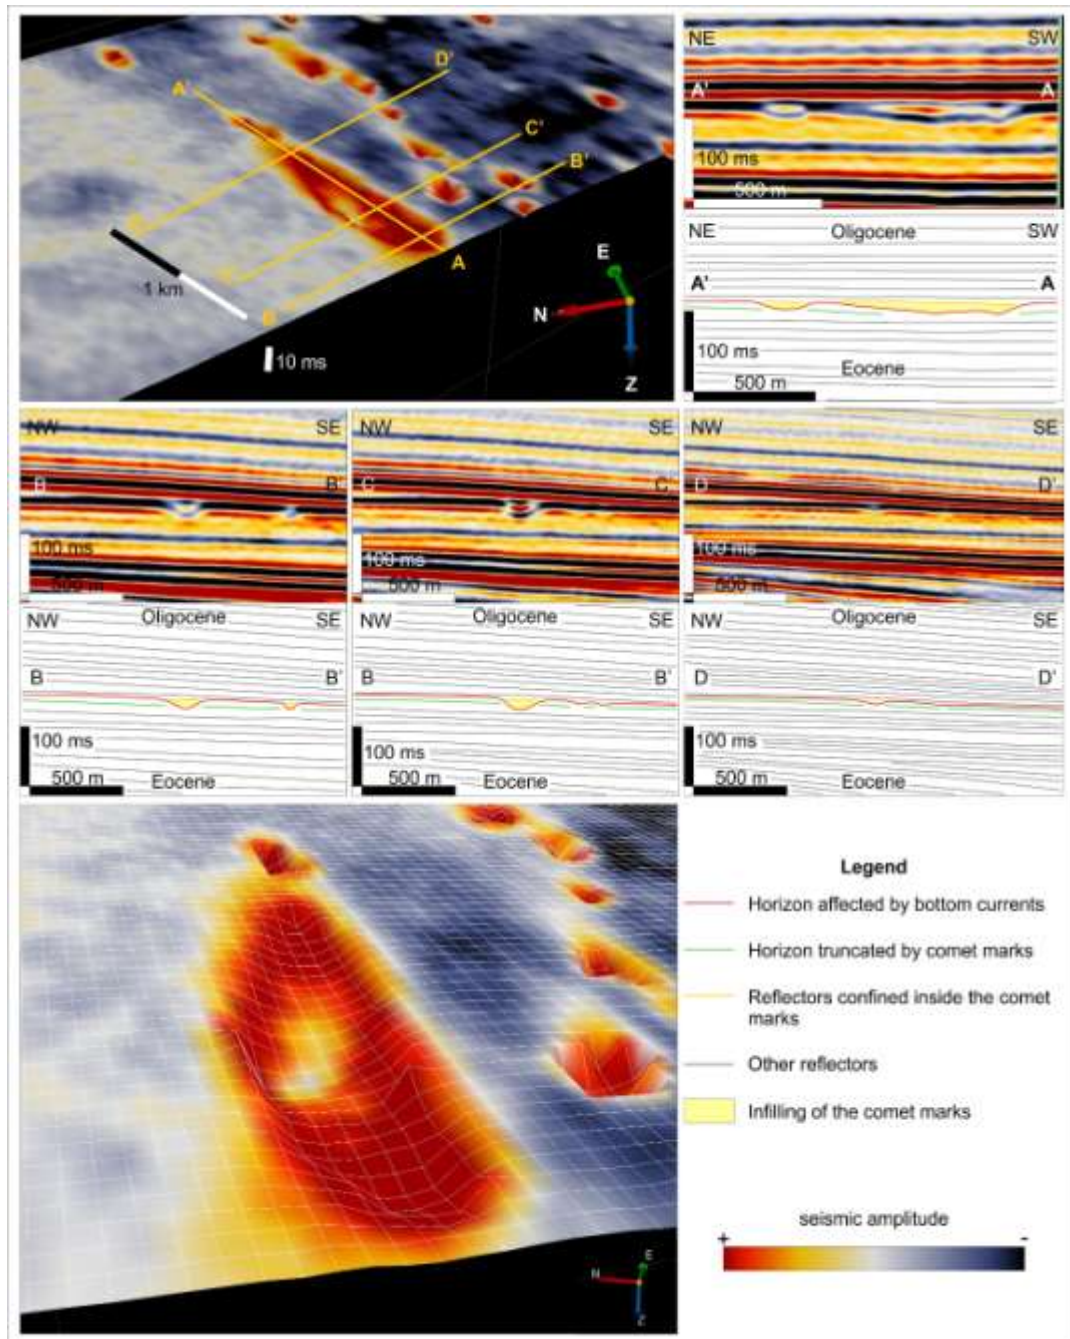 D'
A'
C'
B'
A
1 km
10 ms
E
N
Z
NE SW
A' A
100 ms
500 m
NE Oligocene SW
A' A
100 ms
Eocene
500 m
NW SE
B B'
100 ms
500 m
NW Oligocene SE
B B'
100 ms
500 m Eocene
NW SE
C C'
100 ms
500 m
NW Oligocene SE
B B'
100 ms
500 m Eocene
NW SE
D D'
100 ms
500 m
NW Oligocene SE
D D'
100 ms
500 m Eocene
E
N
Z
Legend
Horizon affected by bottom currents
Horizon truncated by comet marks
Reflectors confined inside the comet
marks
Other reflectors
Infilling of the comet marks
seismic amplitude
+ -